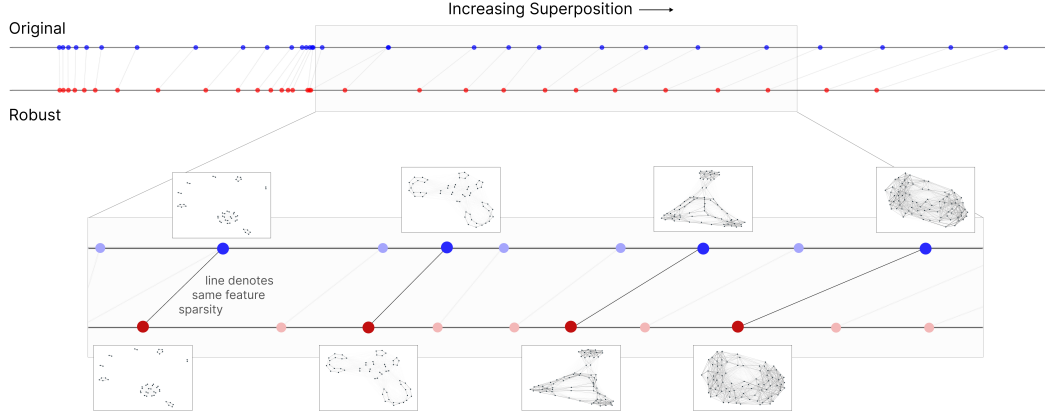 Increasing Superposition
Original
Robust
line denotes
same feature
sparsity